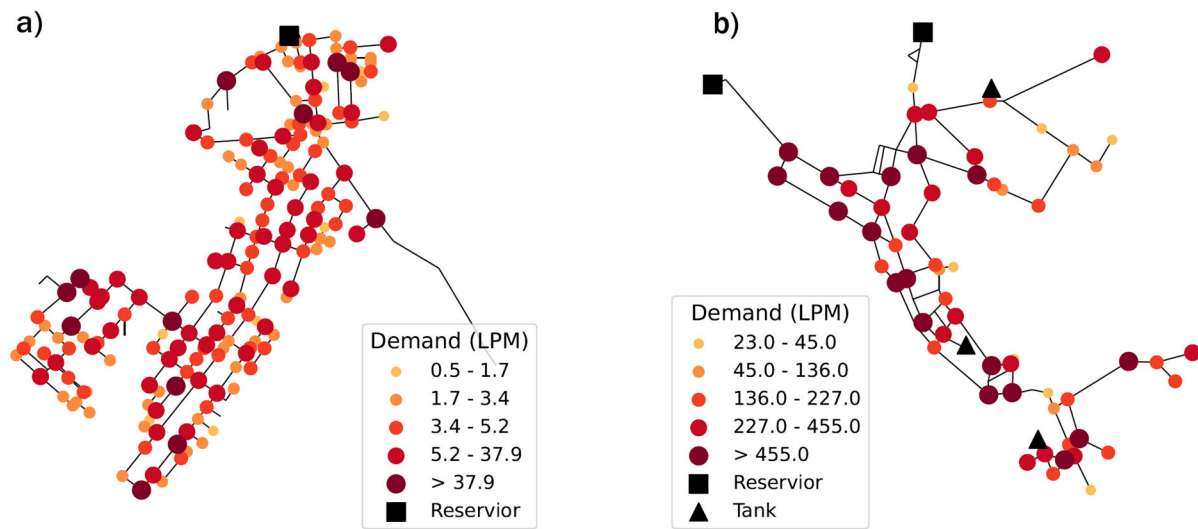 a)
Demand (LPM)
0.5 - 1.7
1.7 - 3.4
3.4 - 5.2
5.2 - 37.9
> 37.9
Reservior
b)
Demand (LPM)
23.0 - 45.0
45.0 - 136.0
136.0 - 227.0
227.0 - 455.0
> 455.0
Reservior
Tank